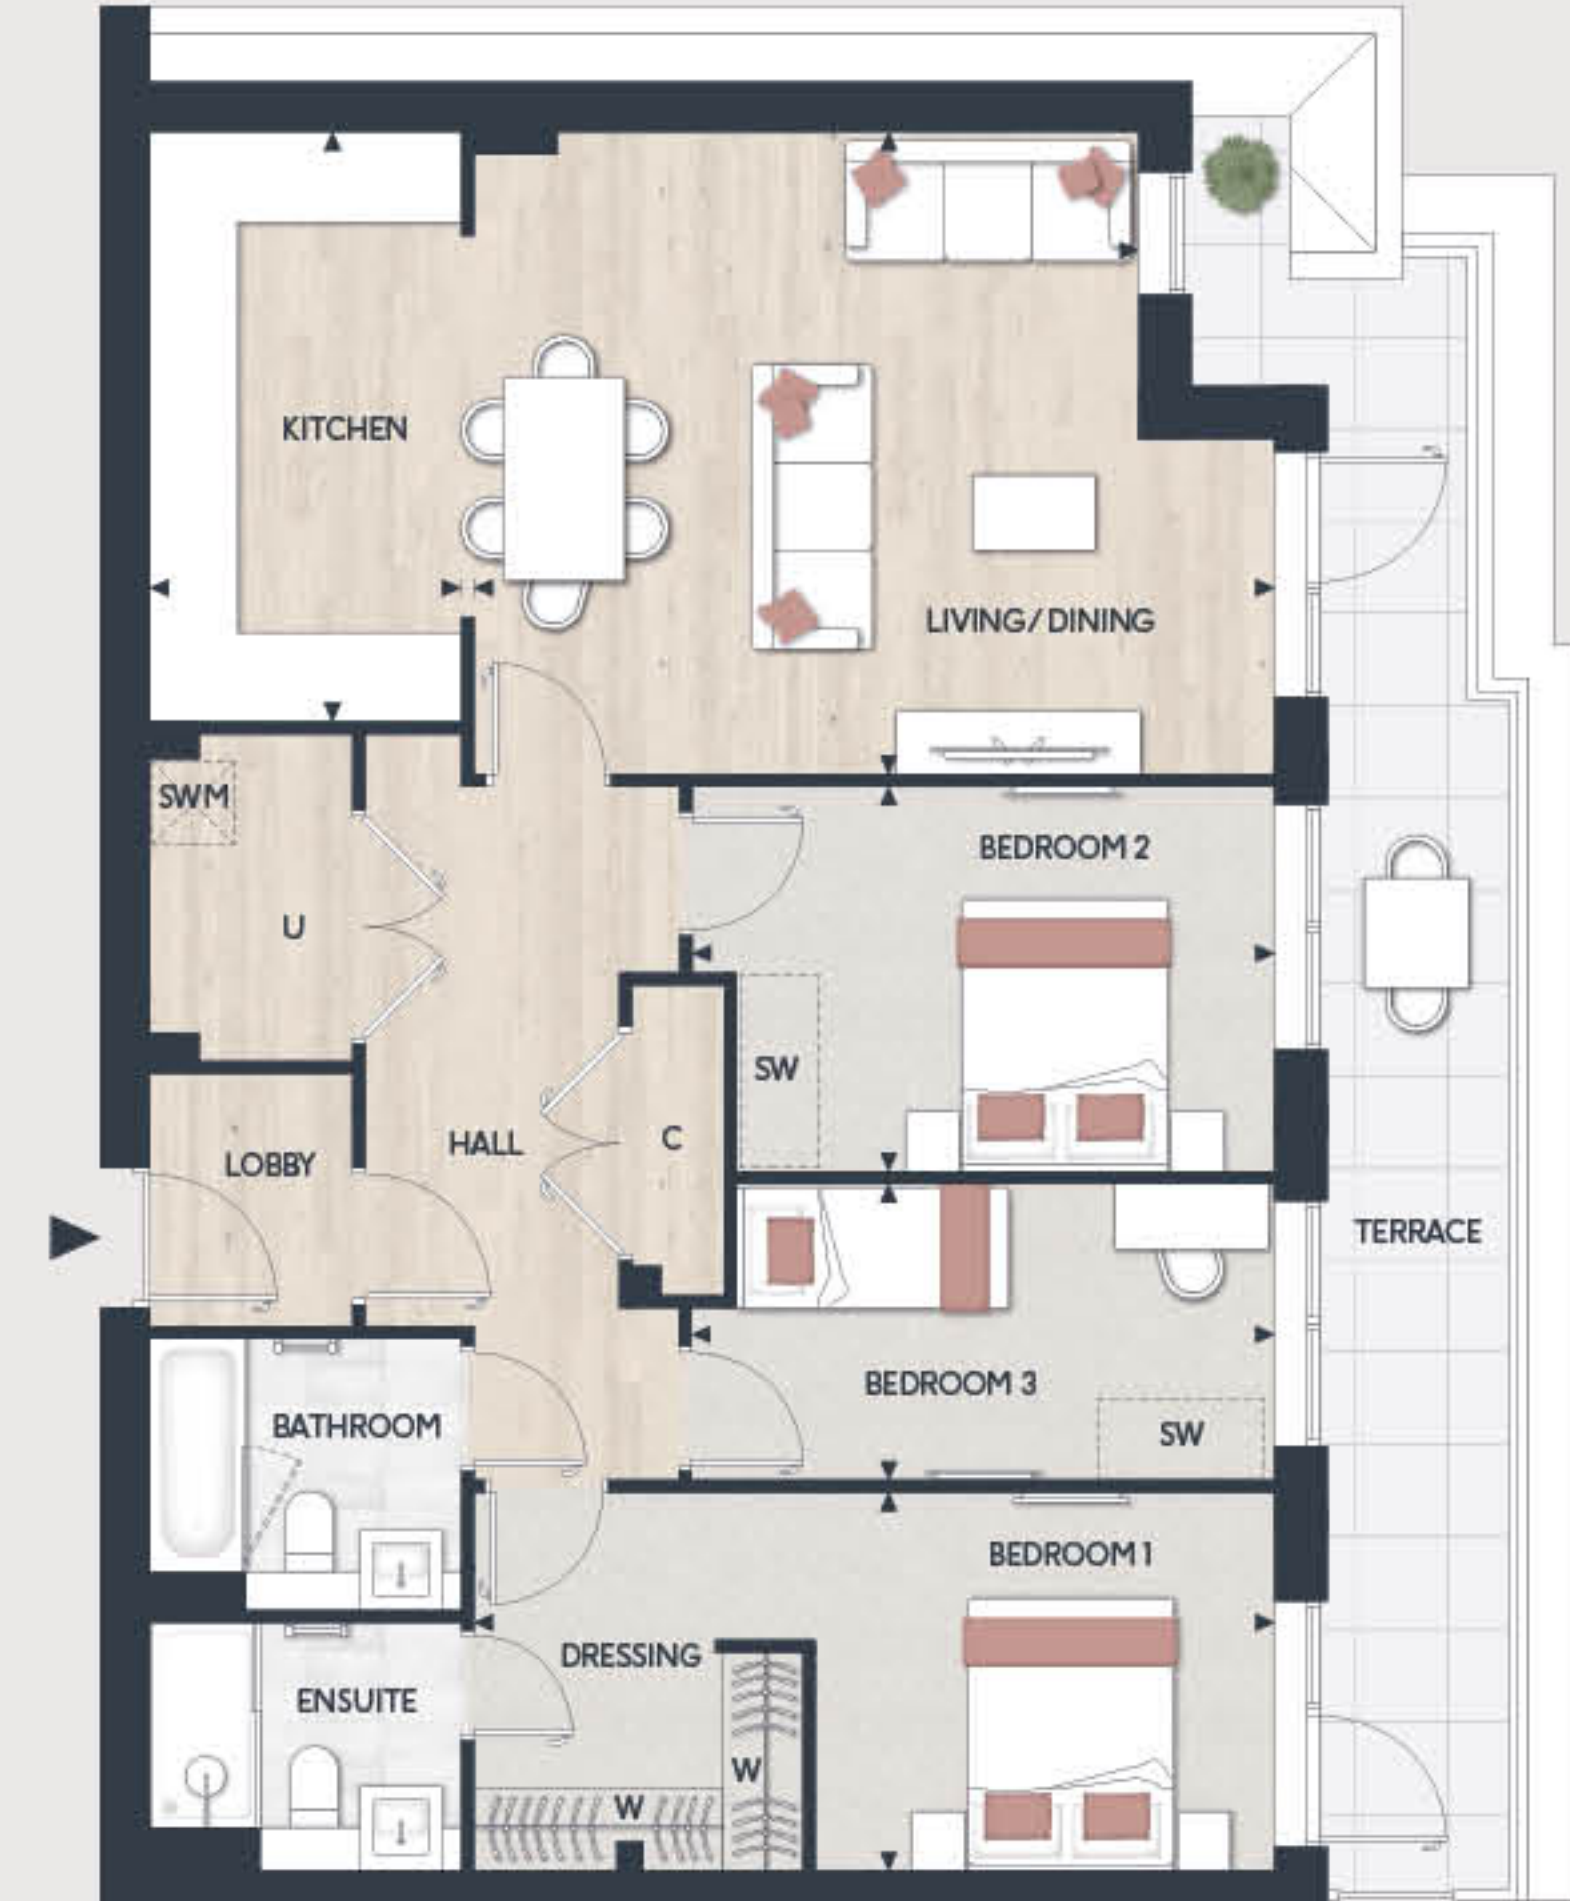 KITCHEN
LIVING/DINING
SWM
BEDROOM 2
U
SW
C
HALL
LOBBY
TERRACE
BEDROOM 3
SW
BATHROOM
BEDROOM 1
DRESSING
ENSUITE
W
W